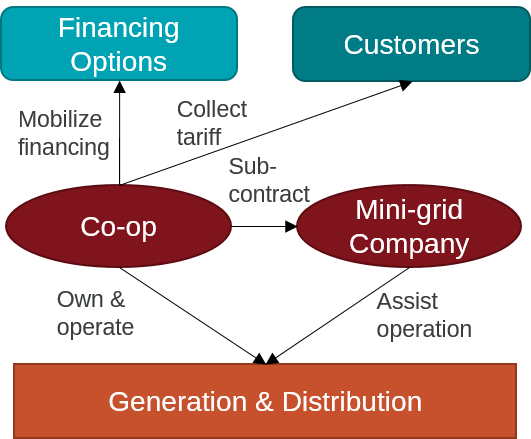 Financing
Options
Customers
Mobilize
financing
Collect
tariff
Sub-
contract
Co-op
Mini-grid
Company
Own &
operate
Assist
operation
Generation & Distribution